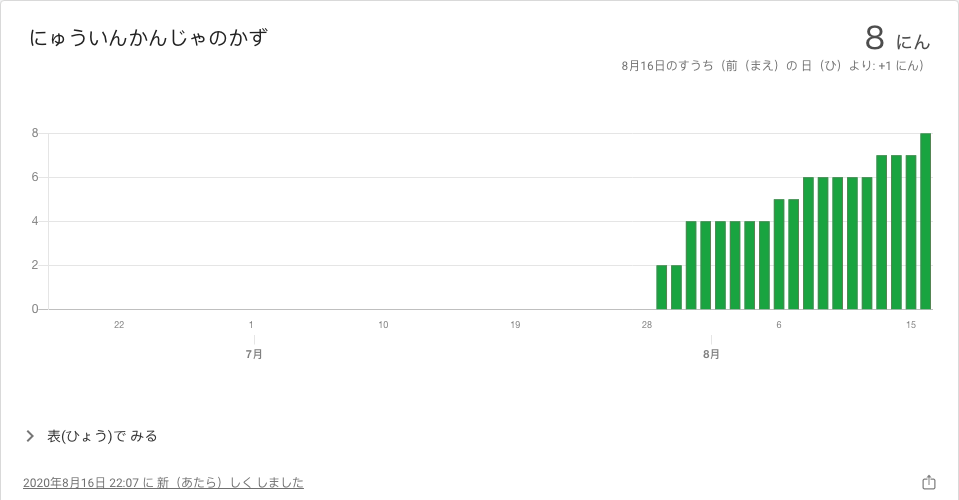 にゅういんかんじゃのかず
8 にん
8月16日のすうち（前（まえ）の 日（ひ）より: +1 にん）
8
6
4
2
0
22 1 10 19 28 6 15
7月 8月
表(ひょう)で みる
2020年8月16日 22:07 に 新（あたら）しく しました